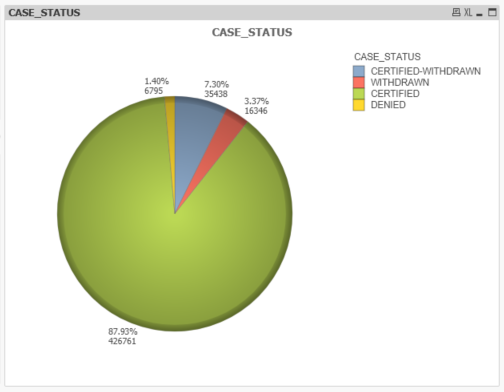 CASE_STATUS
XL
CASE_STATUS
CASE_STATUS
CERTIFIED-WITHDRAWN
WITHDRAWN
CERTIFIED
DENIED
1.40%
6795
7.30%
35438
3.37%
16346
87.93%
426761